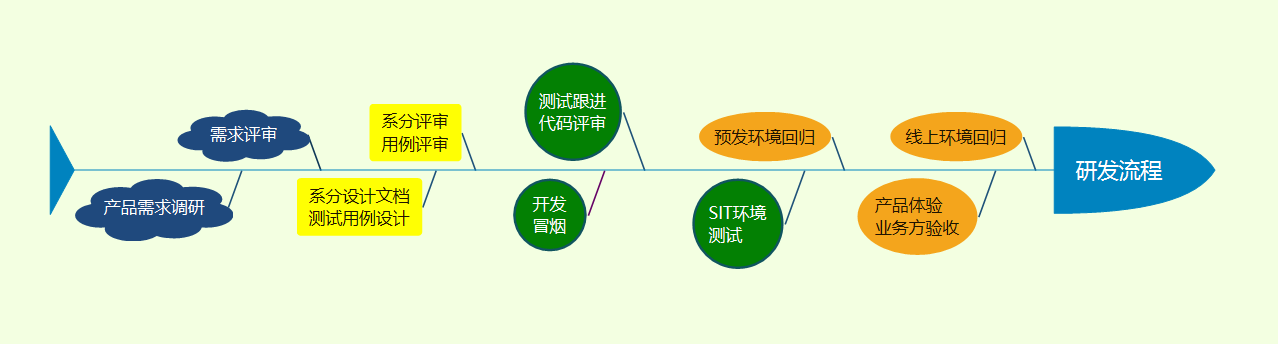 需求评审
产品需求调研
系分评审
用例评审
系分设计文档
测试用例设计
测试跟进
代码评审
开发
冒烟
预发环境回归
SIT环境
测试
线上环境回归
产品体验
业务方验收
研发流程